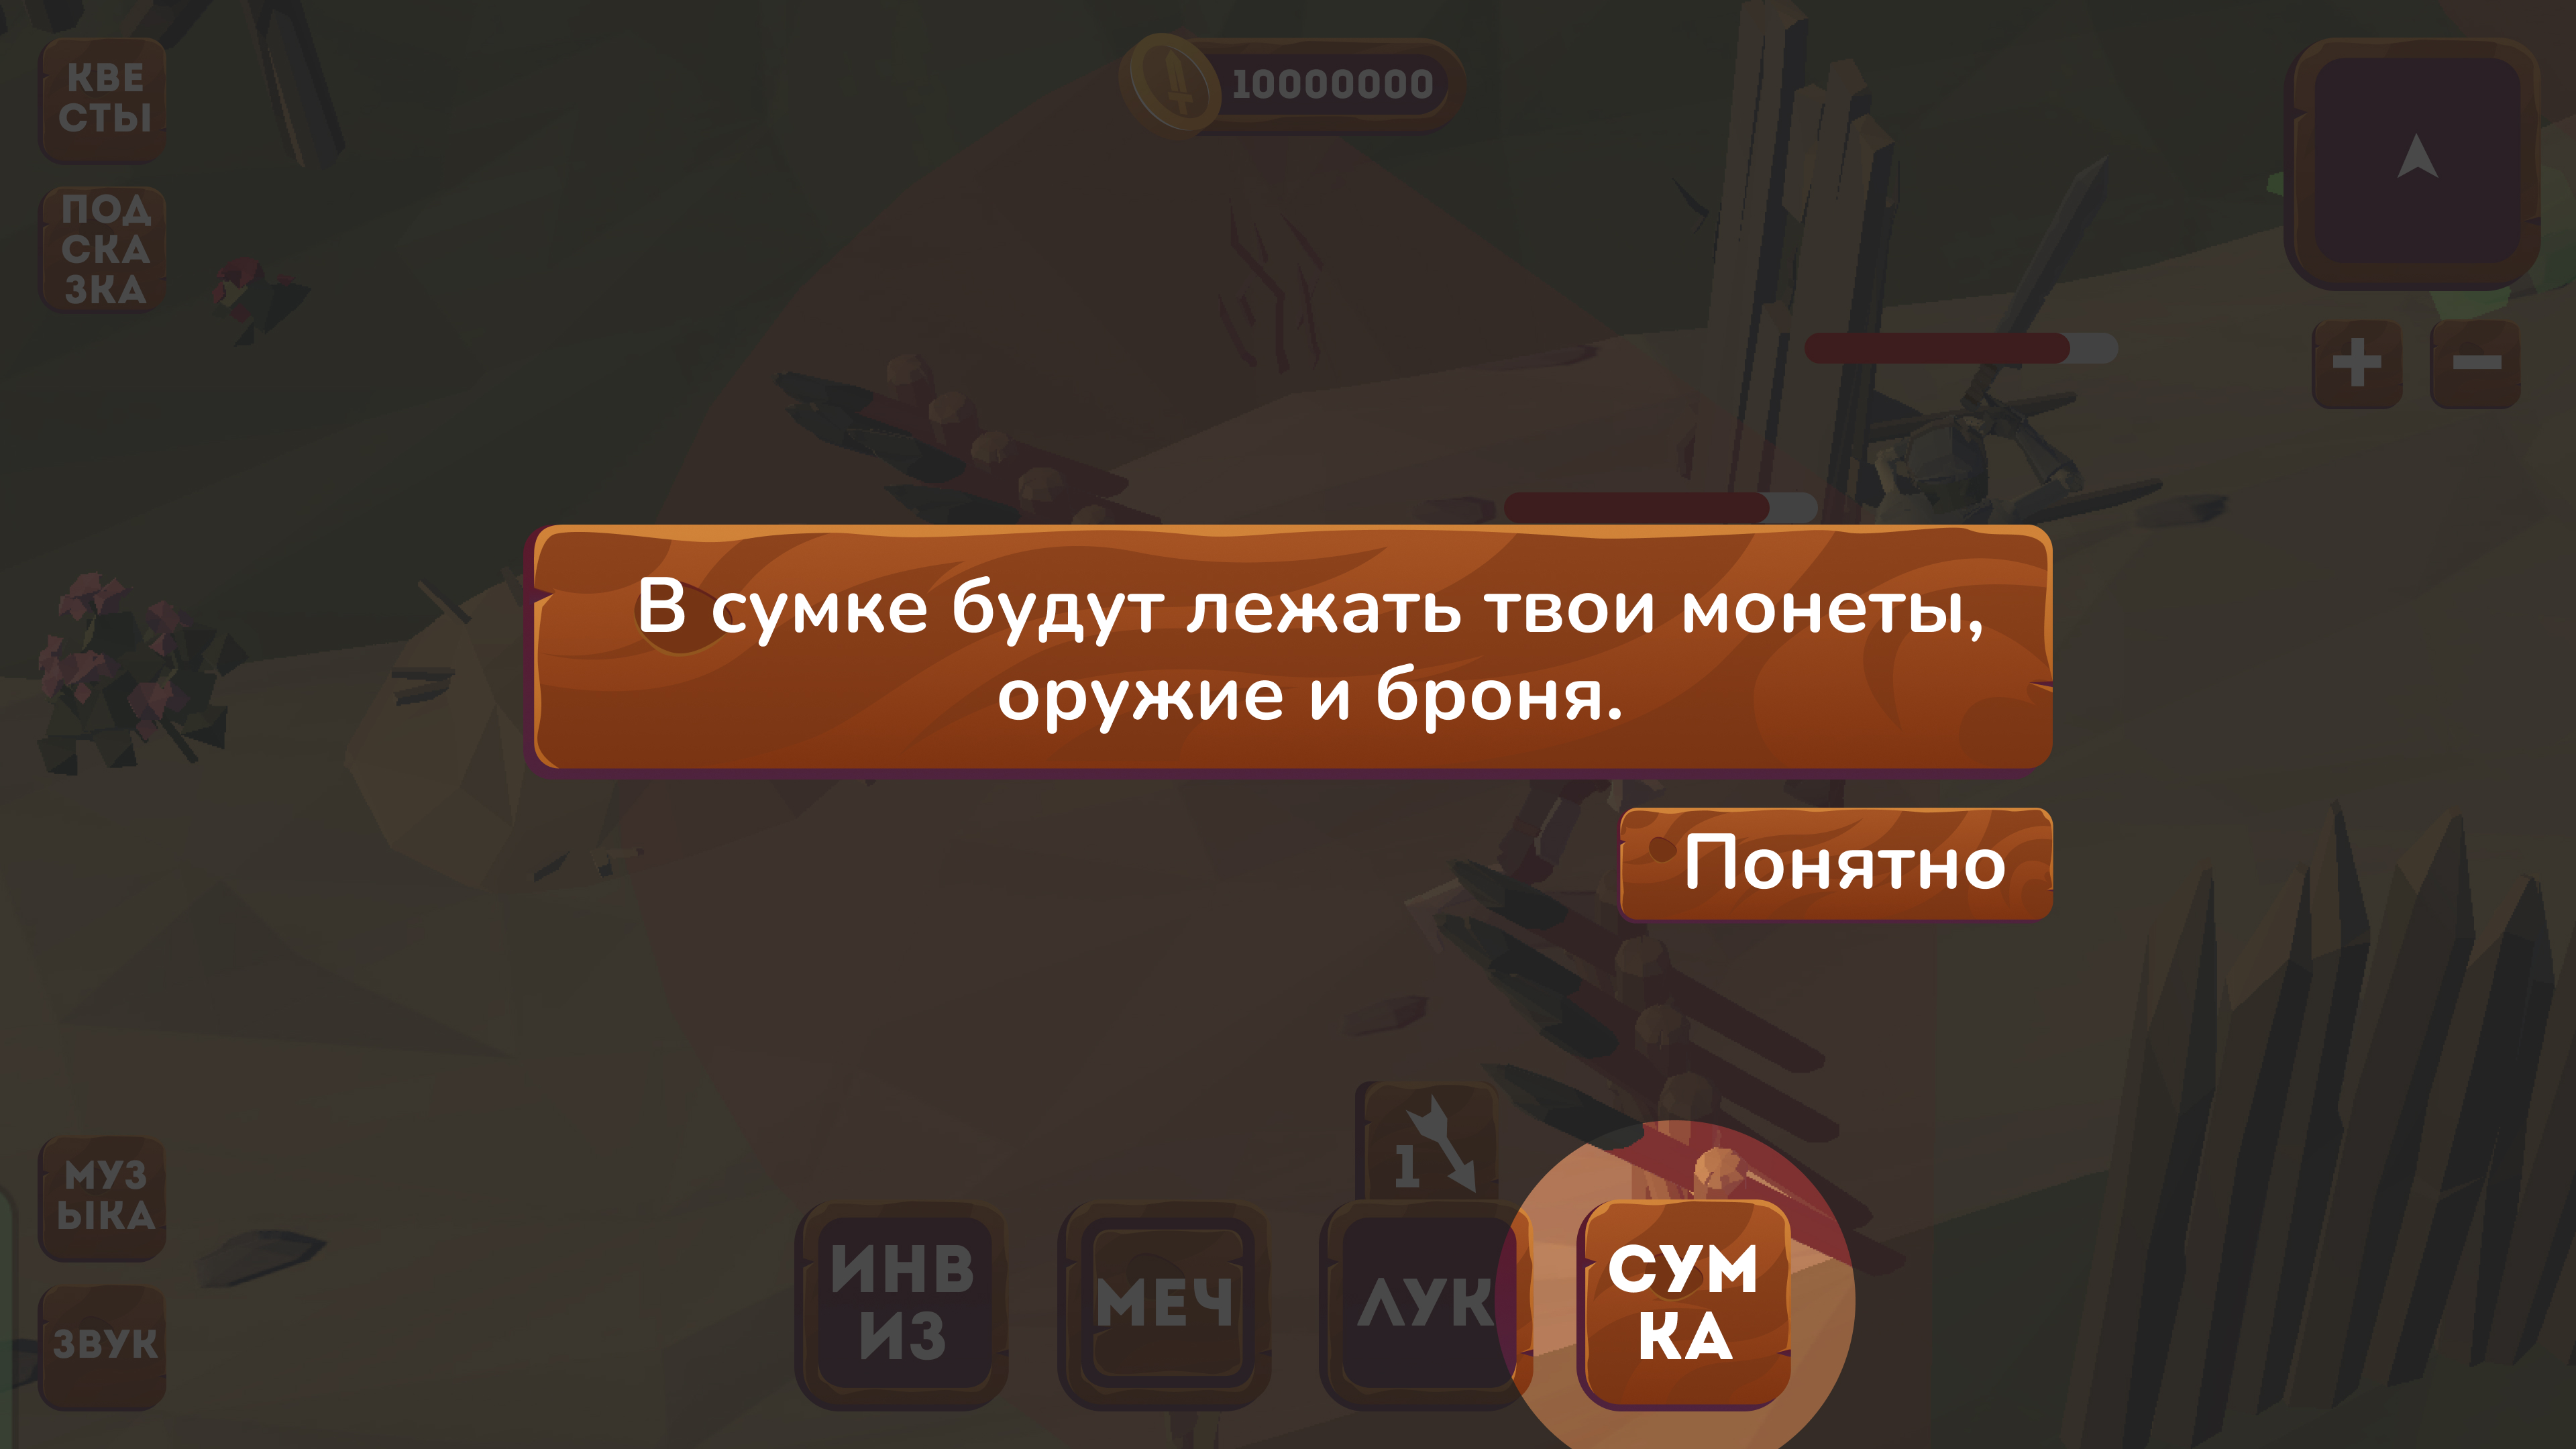 КВЕ
СТЫ
10000000
ПОД
СКА
ЗКА
В сумке будут лежать твои монеты,
оружие и броня.
Понятно
1
МУЗ
ЫКА
ЗВУК
ИНВ
ИЗ
МЕЧ
ЛУК
СУМ
КА